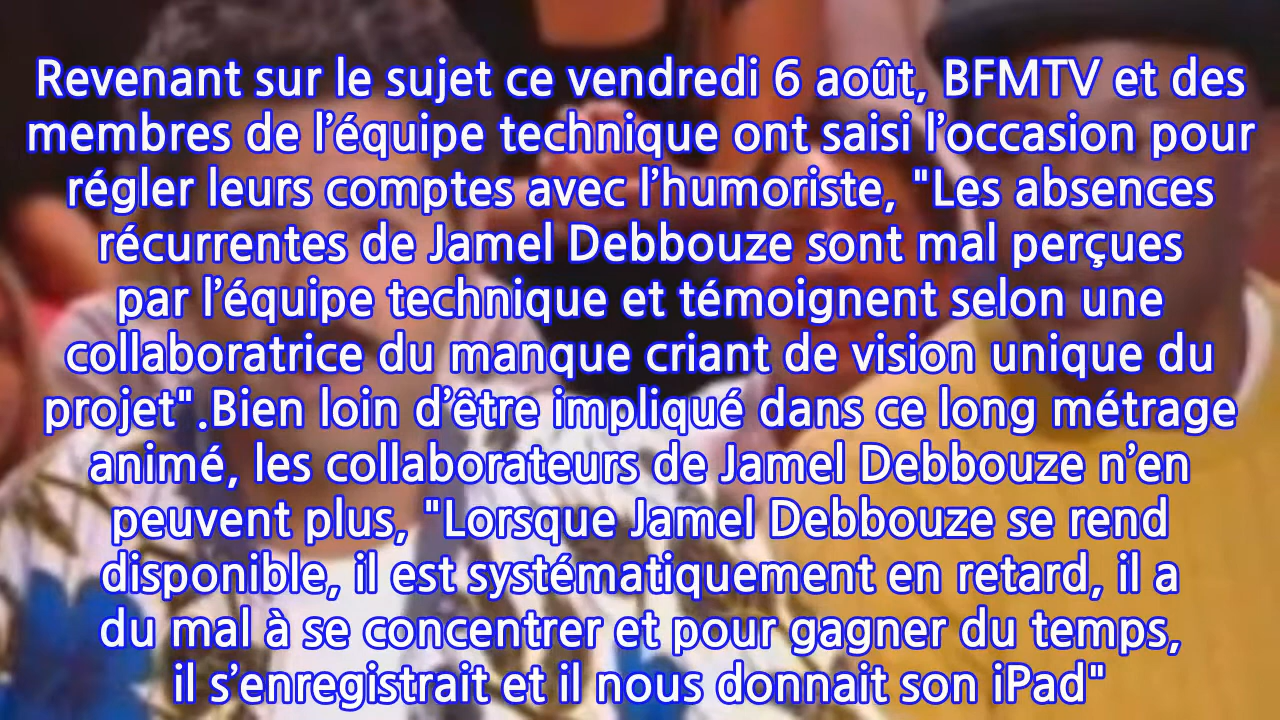 Revenant sur le sujet ce vendredi 6 août, BFMTV et des
membres de l’équipe technique ont saisi l’occasion pour
régler leurs comptes avec l’humoriste, "Les absences
récurrentes de Jamel Debbouze sont mal perçues
par l’équipe technique et témoignent selon une
collaboratrice du manque criant de vision unique du
projet".Bien loin d’être impliqué dans ce long métrage
animé, les collaborateurs de Jamel Debbouze n’en
peuvent plus, "Lorsque Jamel Debbouze se rend
disponible, il est systématiquement en retard, il a
du mal à se concentrer et pour gagner du temps,
il s’enregistrait et il nous donnait son iPad"